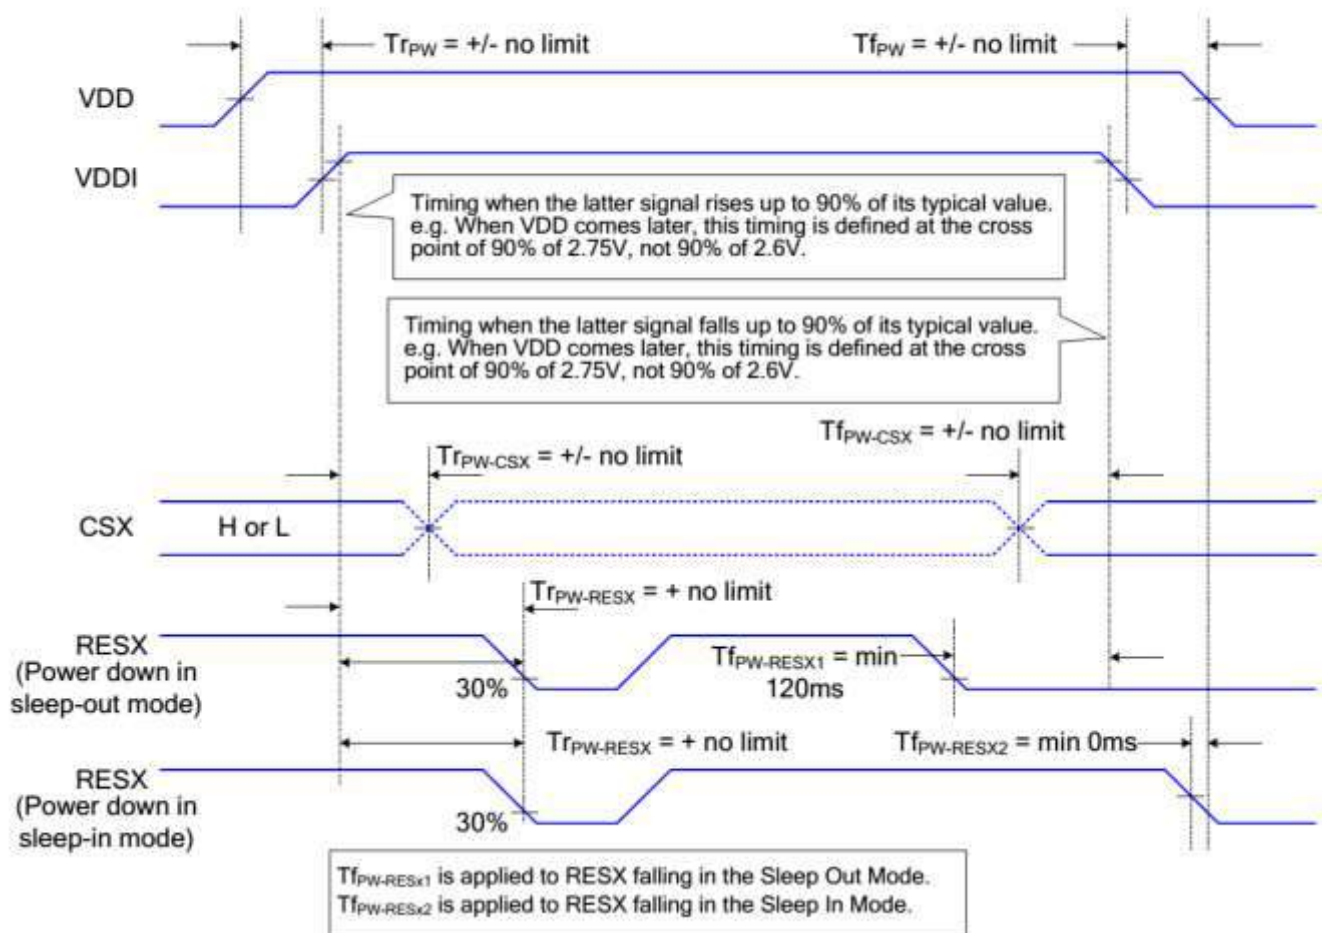 TrPW = +/- no limit
TfPW = +/- no limit
VDD
VDDI
Timing when the latter signal rises up to 90% of its typical value.
e.g. When VDD comes later, this timing is defined at the cross
point of 90% of 2.75V, not 90% of 2.6V.
Timing when the latter signal falls up to 90% of its typical value.
e.g. When VDD comes later, this timing is defined at the cross
point of 90% of 2.75V, not 90% of 2.6V.
TfPW-CSX = +/- no limit
TrPW-CSX = +/- no limit
CSX
H or L
TrPW-RESX = + no limit
RESX
(Power down in
sleep-out mode)
30%
TfPW-RESX1 = min
120ms
TrPW-RESX = + no limit
TfPW-RESX2 = min 0ms
RESX
(Power down in
sleep-in mode)
30%
TfPW-RESx1 is applied to RESX falling in the Sleep Out Mode.
TfPW-RESx2 is applied to RESX falling in the Sleep In Mode.